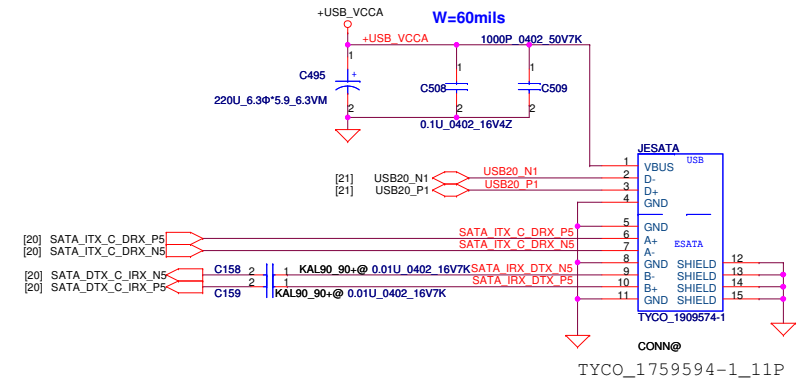 +USB_VCCA
W=60mils
+USB_VCCA
1000P_0402_50V7K
1
1
1
C495
+
C508
C509
220U_6.3Φ*5.9_6.3VM
2
2
2
0.1U_0402_16V4Z
JESATA
USB
[21] USB20_N1 USB20_N1 1 VBUS
[21] USB20_P1 USB20_P1 2 D-
3 D+
4 GND
5 GND
[20] SATA_ITX_C_DRX_P5 SATA_ITX_C_DRX_P5 6 A+
[20] SATA_ITX_C_DRX_N5 SATA_ITX_C_DRX_N5 7 A-
ESATA
8 GND SHIELD 12
[20] SATA_DTX_C_IRX_N5 C158 2 1 KAL90_90+@ 0.01U_0402_16V7K SATA_IRX_DTX_N5 9 B- SHIELD 13
[20] SATA_DTX_C_IRX_P5 2 1 SATA_IRX_DTX_P5 10 B+ SHIELD 14
C159 KAL90_90+@ 0.01U_0402_16V7K 11 GND SHIELD 15
TYCO_1909574-1
CONN@
TYCO_1759594-1_11P